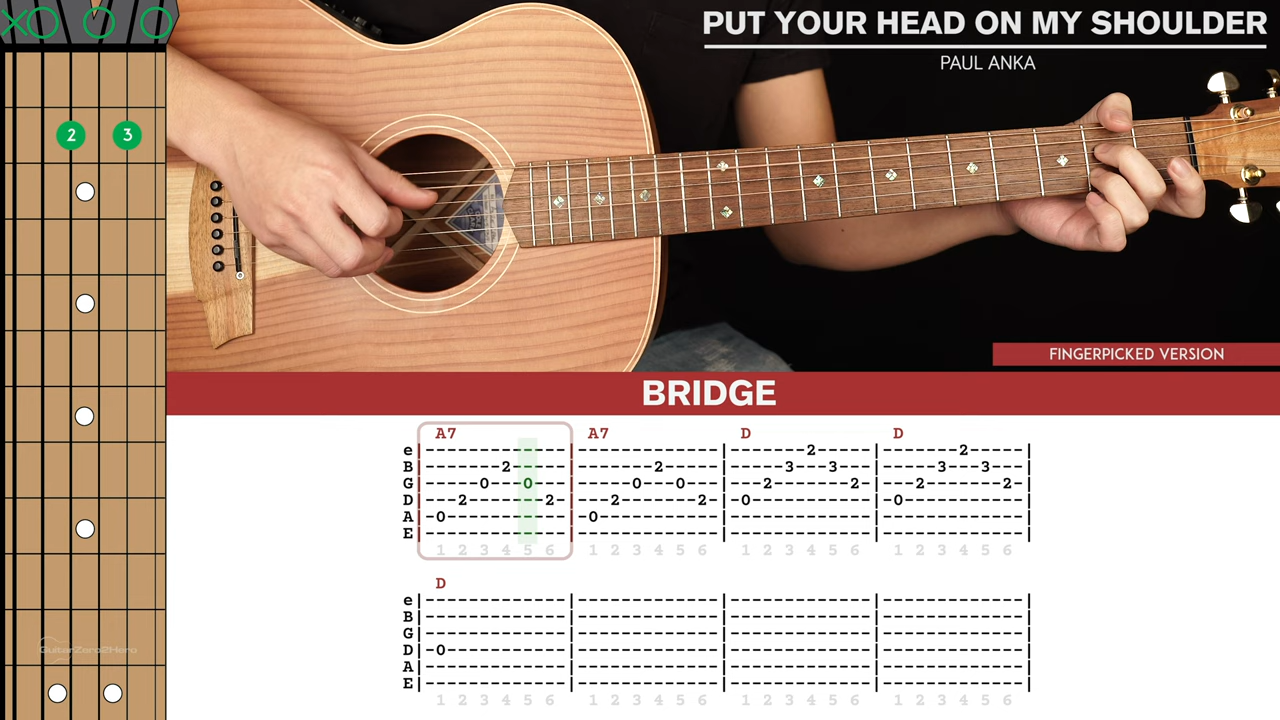 XO O O
PUT YOUR HEAD ON MY SHOULDER
PAUL ANKA
2 3
FINGERPICKED VERSION
BRIDGE
A7 A7 D D
e|------------|------------|------2-----|------2-----|
B|------2-----|------2-----|----3---3---|----3---3---|
G|----0---0---|----0---0---|--2-------2-|--2-------2-|
D|--2-------2-|--2-------2-|0-----------|0-----------|
A|0-----------|0-----------|------------|------------|
E|------------|------------|------------|------------|
1 2 3 4 5 6 1 2 3 4 5 6 1 2 3 4 5 6 1 2 3 4 5 6
D
e|------------|------------|------------|------------|
B|------------|------------|------------|------------|
G|------------|------------|------------|------------|
D|0-----------|------------|------------|------------|
A|------------|------------|------------|------------|
E|------------|------------|------------|------------|
1 2 3 4 5 6 1 2 3 4 5 6 1 2 3 4 5 6 1 2 3 4 5 6
GuitarZero2Hero